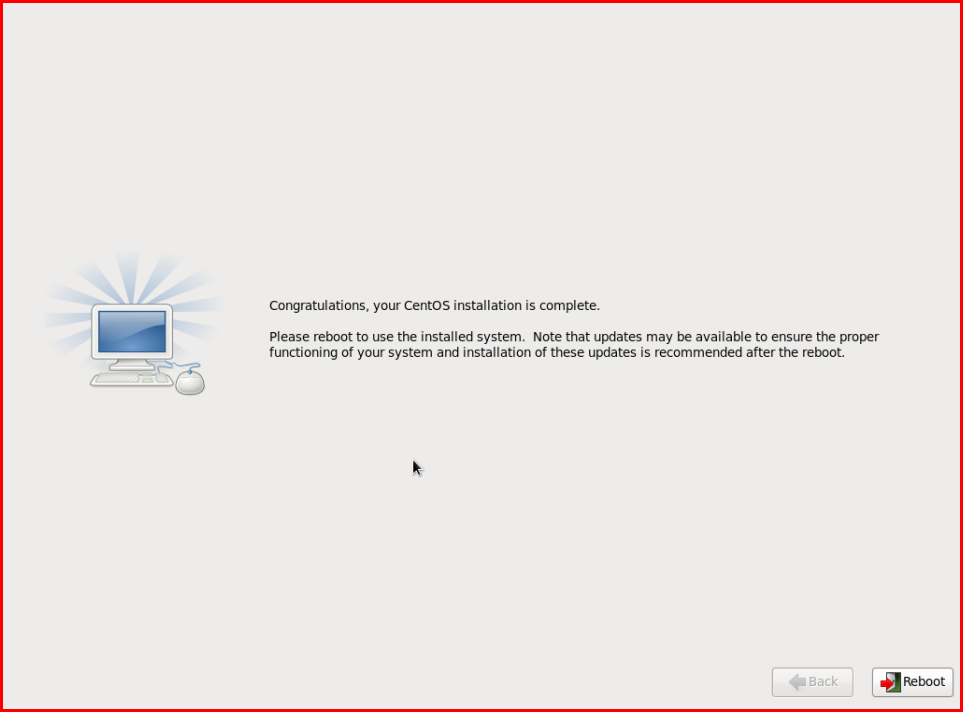 Congratulations, your CentOS installation is complete.
Please reboot to use the installed system.  Note that updates may be available to ensure the proper
functioning of your system and installation of these updates is recommended after the reboot.
Back
Reboot